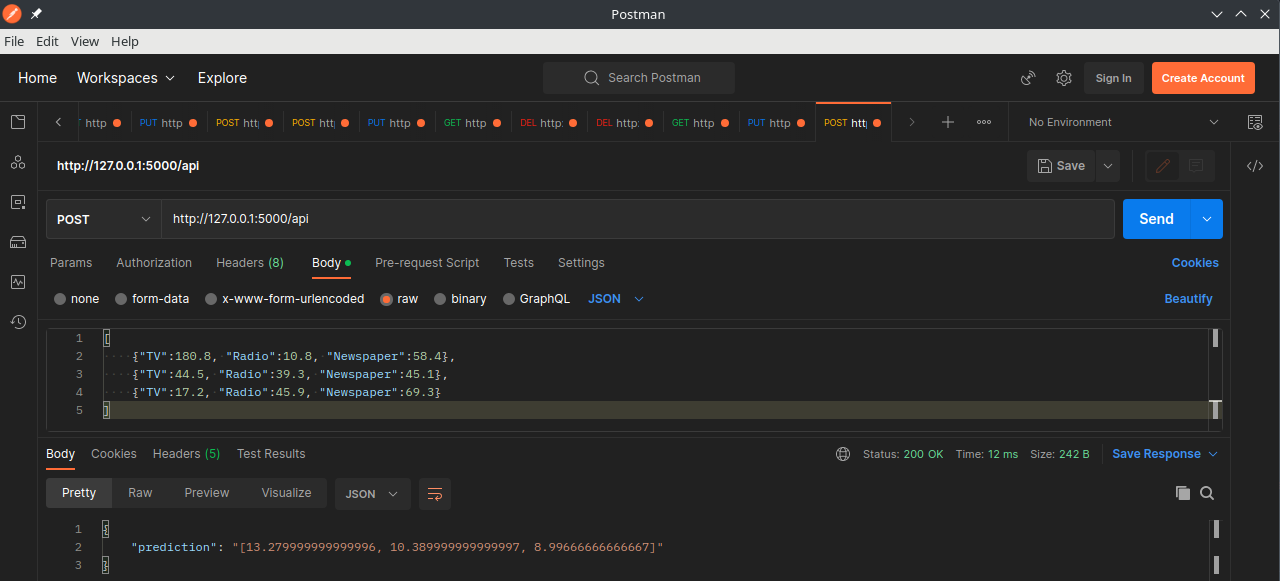 Postman
File Edit View Help
Home Workspaces Explore Search Postman Sign In Create Account
http PUT http POST htt POST htt PUT http GET http DEL http: DEL http: GET http PUT http POST htt No Environment
http://127.0.0.1:5000/api Save
POST http://127.0.0.1:5000/api Send
Params Authorization Headers (8) Body Pre-request Script Tests Settings Cookies
none form-data x-www-form-urlencoded raw binary GraphQL JSON Beautify
1 [
2 {"TV":180.8, "Radio":10.8, "Newspaper":58.4},
3 {"TV":44.5, "Radio":39.3, "Newspaper":45.1},
4 {"TV":17.2, "Radio":45.9, "Newspaper":69.3}
5 ]
Body Cookies Headers (5) Test Results Status: 200 OK Time: 12 ms Size: 242 B Save Response
Pretty Raw Preview Visualize JSON
1 {
2 "prediction": "[13.279999999999996, 10.389999999999997, 8.99666666666667]"
3 }